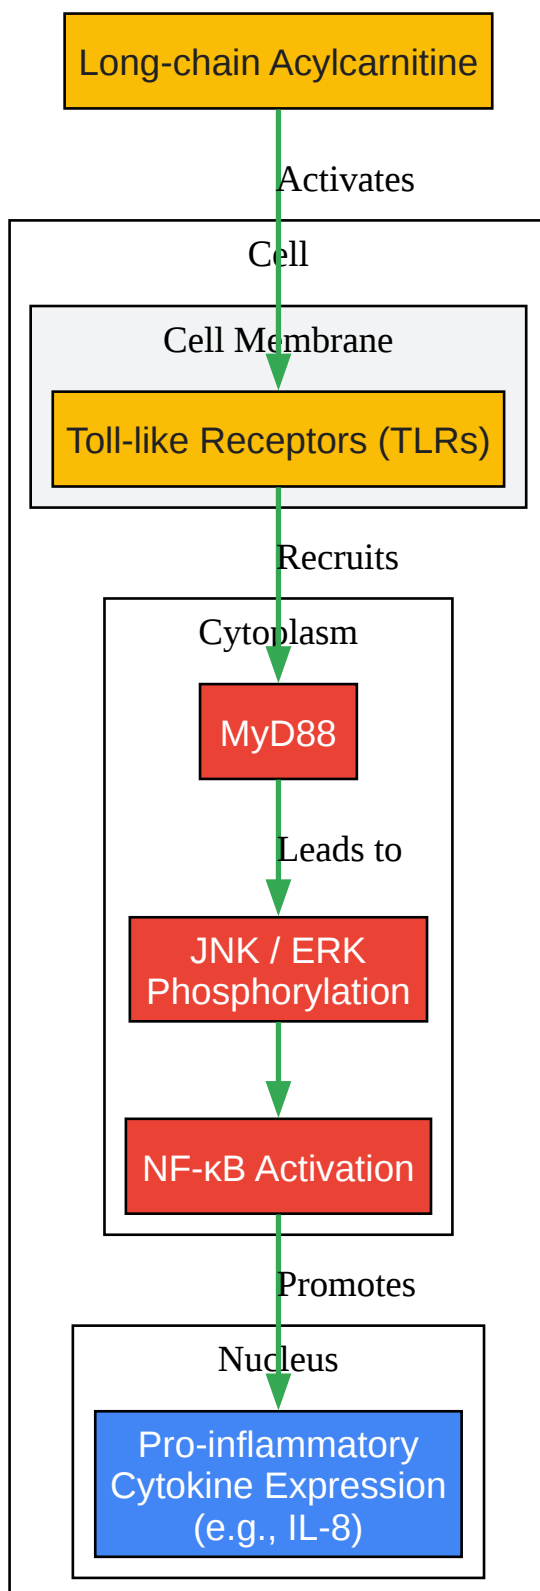 Long-chain Acylcarnitine
Activates
Cell
Cell Membrane
Toll-like Receptors (TLRs)
Recruits
Cytoplasm
MyD88
Leads to
JNK / ERK
Phosphorylation
NF-κB Activation
Promotes
Nucleus
Pro-inflammatory
Cytokine Expression
(e.g., IL-8)